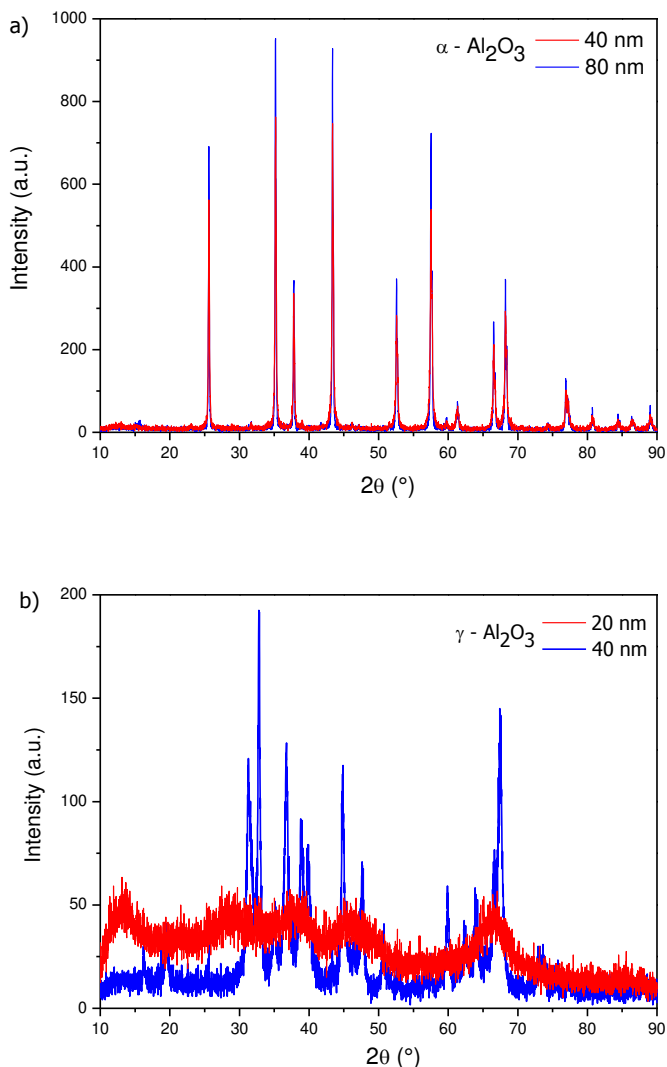 a)
α - Al2O3
40 nm
80 nm
1000
800
600
400
200
0
Intensity (a.u.)
10 20 30 40 50 60 70 80 90
2θ (°)
b)
γ - Al2O3
20 nm
40 nm
200
150
100
50
0
Intensity (a.u.)
10 20 30 40 50 60 70 80 90
2θ (°)